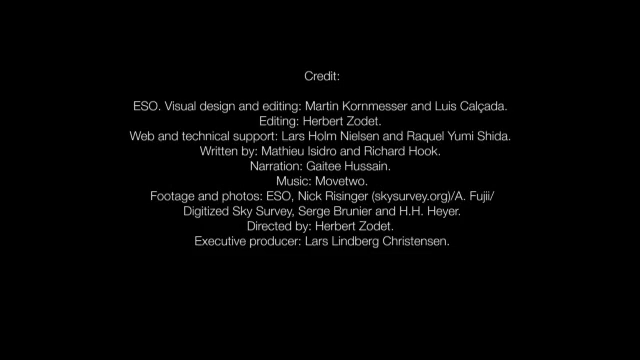 Credit:
ESO. Visual design and editing: Martin Kornmesser and Luis Calçada.
Editing: Herbert Zodet.
Web and technical support: Lars Holm Nielsen and Raquel Yumi Shida.
Written by: Mathieu Isidro and Richard Hook.
Narration: Gaitee Hussain.
Music: Movetwo.
Footage and photos: ESO, Nick Risinger (skysurvey.org)/A. Fujii/
Digitized Sky Survey, Serge Brunier and H.H. Heyer.
Directed by: Herbert Zodet.
Executive producer: Lars Lindberg Christensen.